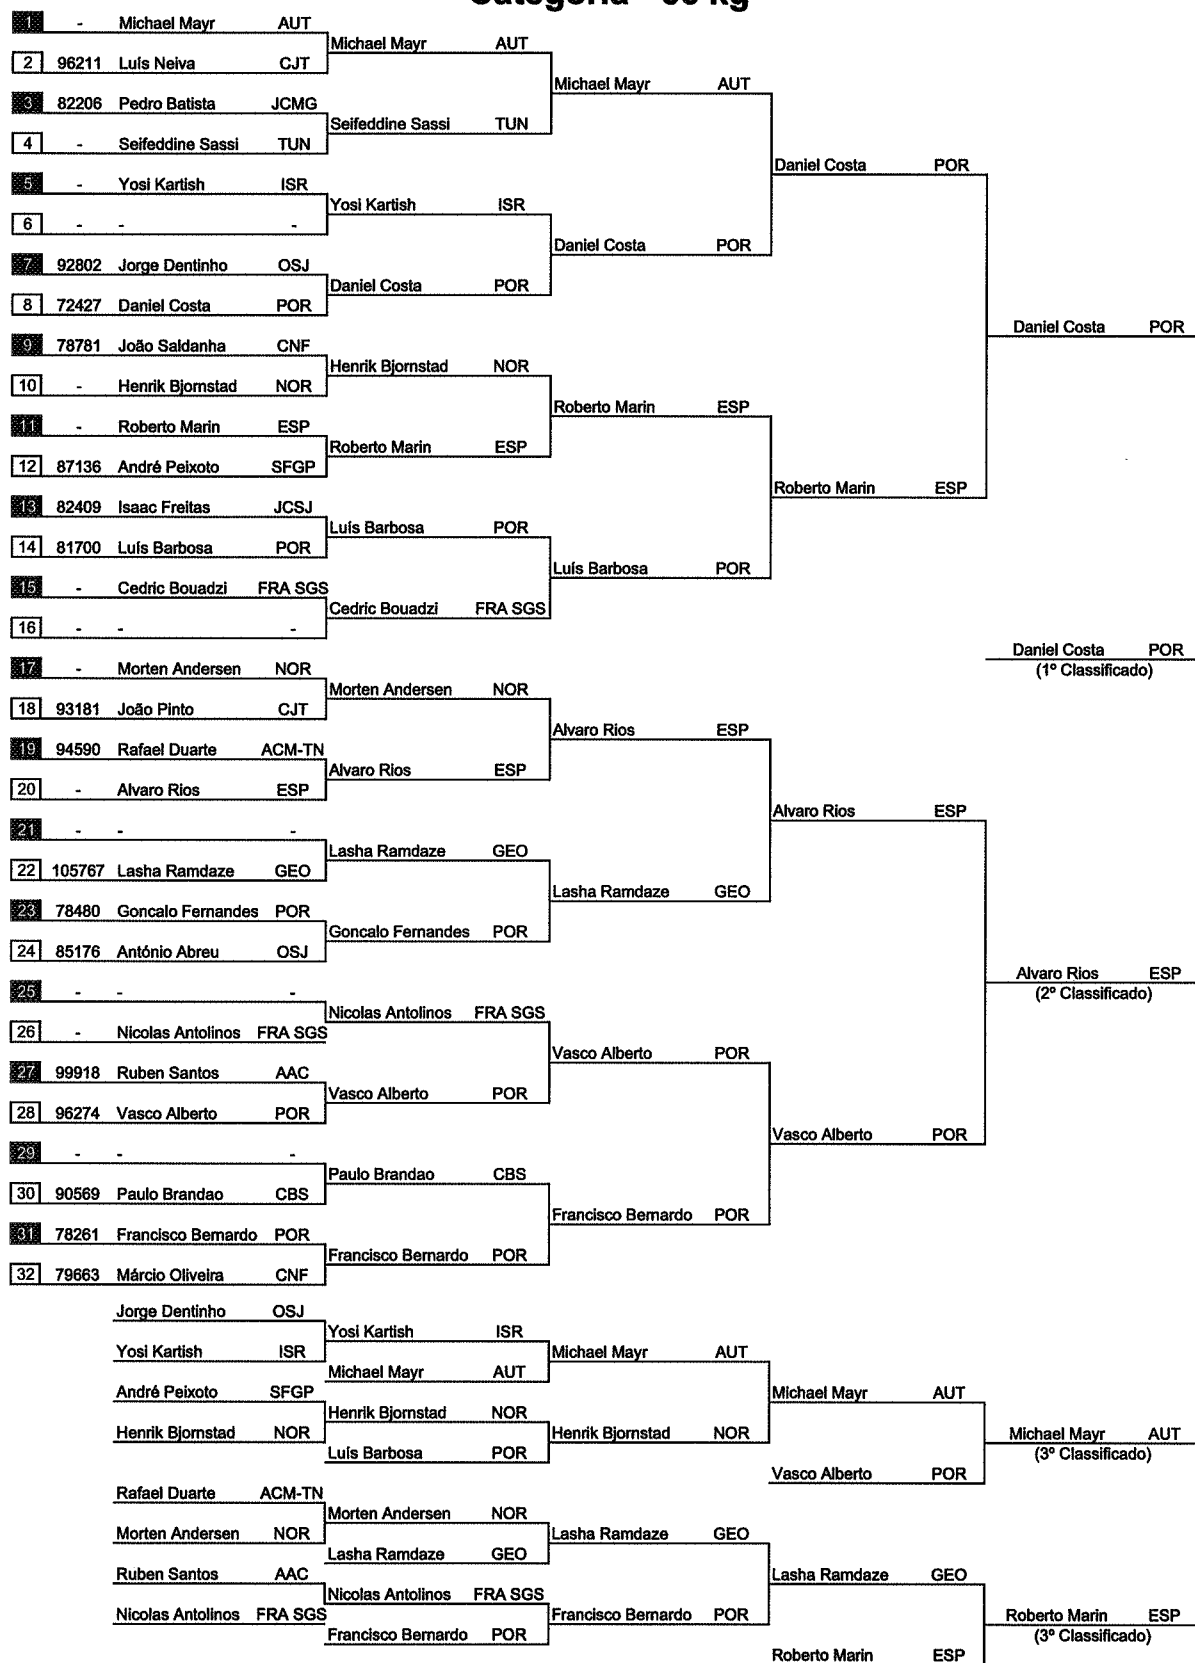 1 - Michael Mayr AUT
Michael Mayr AUT
2 96211 Luís Neiva CJT
Michael Mayr AUT
3 82206 Pedro Batista JCMG
Seifeddine Sassi TUN
4 - Seifeddine Sassi TUN
Daniel Costa POR
5 - Yosi Kartish ISR
Yosi Kartish ISR
6 - - -
Daniel Costa POR
7 92802 Jorge Dentinho OSJ
Daniel Costa POR
8 72427 Daniel Costa POR
Daniel Costa POR
9 78781 João Saldanha CNF
Henrik Bjornstad NOR
10 - Henrik Bjornstad NOR
Roberto Marin ESP
11 - Roberto Marin ESP
Roberto Marin ESP
12 87136 André Peixoto SFGP
Roberto Marin ESP
13 82409 Isaac Freitas JCSJ
Luís Barbosa POR
14 81700 Luís Barbosa POR
Luís Barbosa POR
15 - Cedric Bouadzi FRA SGS
Cedric Bouadzi FRA SGS
16 - - -
Daniel Costa POR
(1º Classificado)
17 - Morten Andersen NOR
Morten Andersen NOR
18 93181 João Pinto CJT
Alvaro Rios ESP
19 94590 Rafael Duarte ACM-TN
Alvaro Rios ESP
20 - Alvaro Rios ESP
Alvaro Rios ESP
21 - - -
Lasha Ramdaze GEO
22 105767 Lasha Ramdaze GEO
Lasha Ramdaze GEO
23 78480 Goncalo Fernandes POR
Goncalo Fernandes POR
24 85176 António Abreu OSJ
Alvaro Rios ESP
(2º Classificado)
25 - - -
Nicolas Antolinos FRA SGS
26 - Nicolas Antolinos FRA SGS
Vasco Alberto POR
27 99918 Ruben Santos AAC
Vasco Alberto POR
28 96274 Vasco Alberto POR
Vasco Alberto POR
29 - - -
Paulo Brandao CBS
30 90569 Paulo Brandao CBS
Francisco Bernardo POR
31 78261 Francisco Bernardo POR
Francisco Bernardo POR
32 79663 Márcio Oliveira CNF
Jorge Dentinho OSJ
Yosi Kartish ISR
Yosi Kartish ISR
Michael Mayr AUT
Michael Mayr AUT
André Peixoto SFGP
Michael Mayr AUT
Henrik Bjornstad NOR
Henrik Bjornstad NOR
Henrik Bjornstad NOR
Michael Mayr AUT
(3º Classificado)
Luís Barbosa POR
Vasco Alberto POR
Rafael Duarte ACM-TN
Morten Andersen NOR
Morten Andersen NOR
Lasha Ramdaze GEO
Lasha Ramdaze GEO
Ruben Santos AAC
Lasha Ramdaze GEO
Nicolas Antolinos FRA SGS
Nicolas Antolinos FRA SGS
Francisco Bernardo POR
Roberto Marin ESP
(3º Classificado)
Francisco Bernardo POR
Roberto Marin ESP